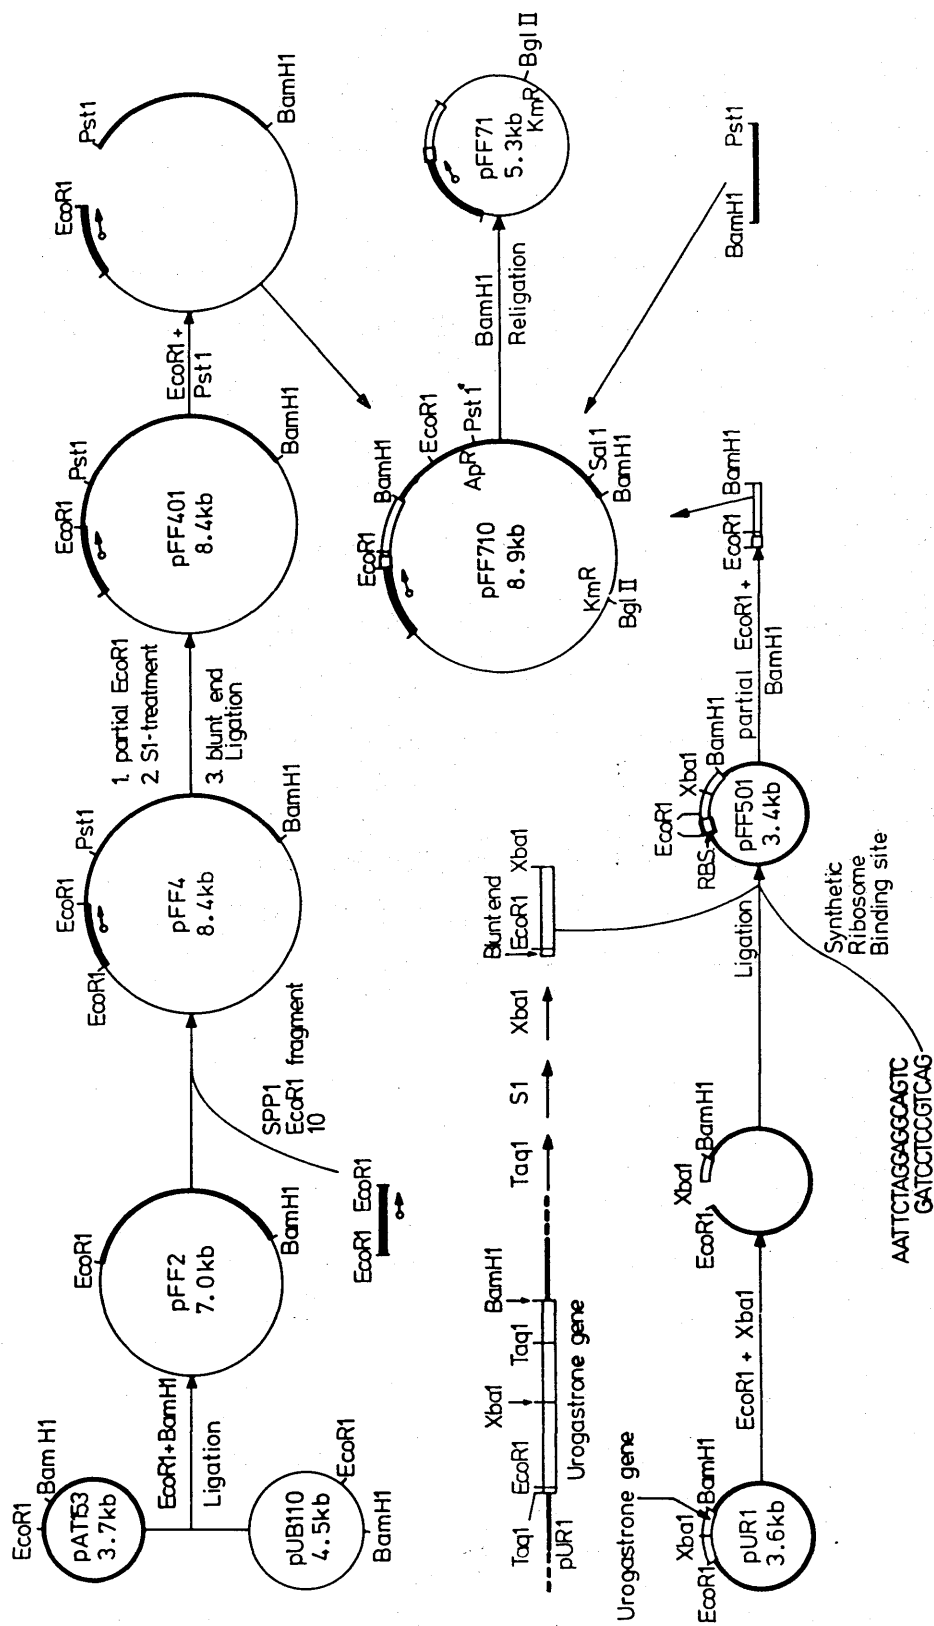 EcoR1
Bam H1
pAT153
3.7kb
pUB110
4.5kb
EcoR1
BamH1
EcoR1+BamH1
Ligation
EcoR1
pFF2
7.0kb
BamH1
SPP1
EcoR1 fragment
10
EcoR1 EcoR1
EcoR1
EcoR1
Pst1
pFF4
8.4kb
BamH1
1. partial EcoR1
2. S1-treatment
3. blunt end
Ligation
EcoR1
Pst1
pFF401
8.4kb
BamH1
EcoR1 +
Pst1
EcoR1
Pst1
BamH1
Taq1
EcoR1
Xba1
Taq1
BamH1
pUR1
Urogastrone gene
Taq1
S1
Xba1
Blunt end
EcoR1
Xba1
EcoR1
BamH1
EcoR1
ApR
Pst1
pFF710
8.9kb
KmR
Bgl II
Sal1
BamH1
BamH1
Religation
pFF71
5.3kb
KmR
Bgl II
Urogastrone gene
EcoR1
Xba1
BamH1
pUR1
3.6kb
EcoR1 + Xba1
EcoR1
Xba1
BamH1
Ligation
AATTCTAGGAGGCAGTC
GATCCTCCGTCAG
Synthetic
Ribosome
Binding site
EcoR1
RBS
Xba1
BamH1
pFF501
3.4kb
partial EcoR1 +
BamH1
EcoR1
BamH1
BamH1
Pst1